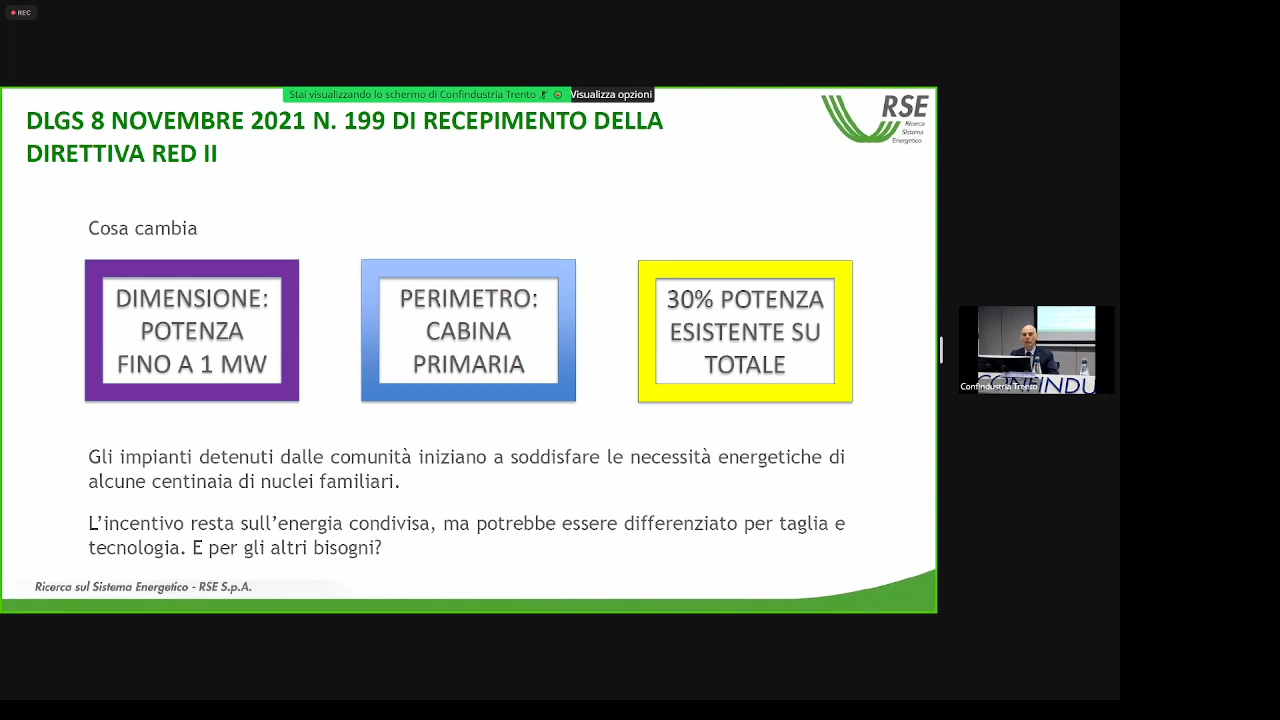 REC
Stai visualizzando lo schermo di Confindustria Trento
Visualizza opzioni
DLGS 8 NOVEMBRE 2021 N. 199 DI RECEPIMENTO DELLA
DIRETTIVA RED II
RSE
Ricerca
Sistema
Energetico
Cosa cambia
DIMENSIONE:
POTENZA
FINO A 1 MW
PERIMETRO:
CABINA
PRIMARIA
30% POTENZA
ESISTENTE SU
TOTALE
Gli impianti detenuti dalle comunità iniziano a soddisfare le necessità energetiche di
alcune centinaia di nuclei familiari.
L’incentivo resta sull’energia condivisa, ma potrebbe essere differenziato per taglia e
tecnologia. E per gli altri bisogni?
Ricerca sul Sistema Energetico - RSE S.p.A.
CONFINDU
Confindustria Trento